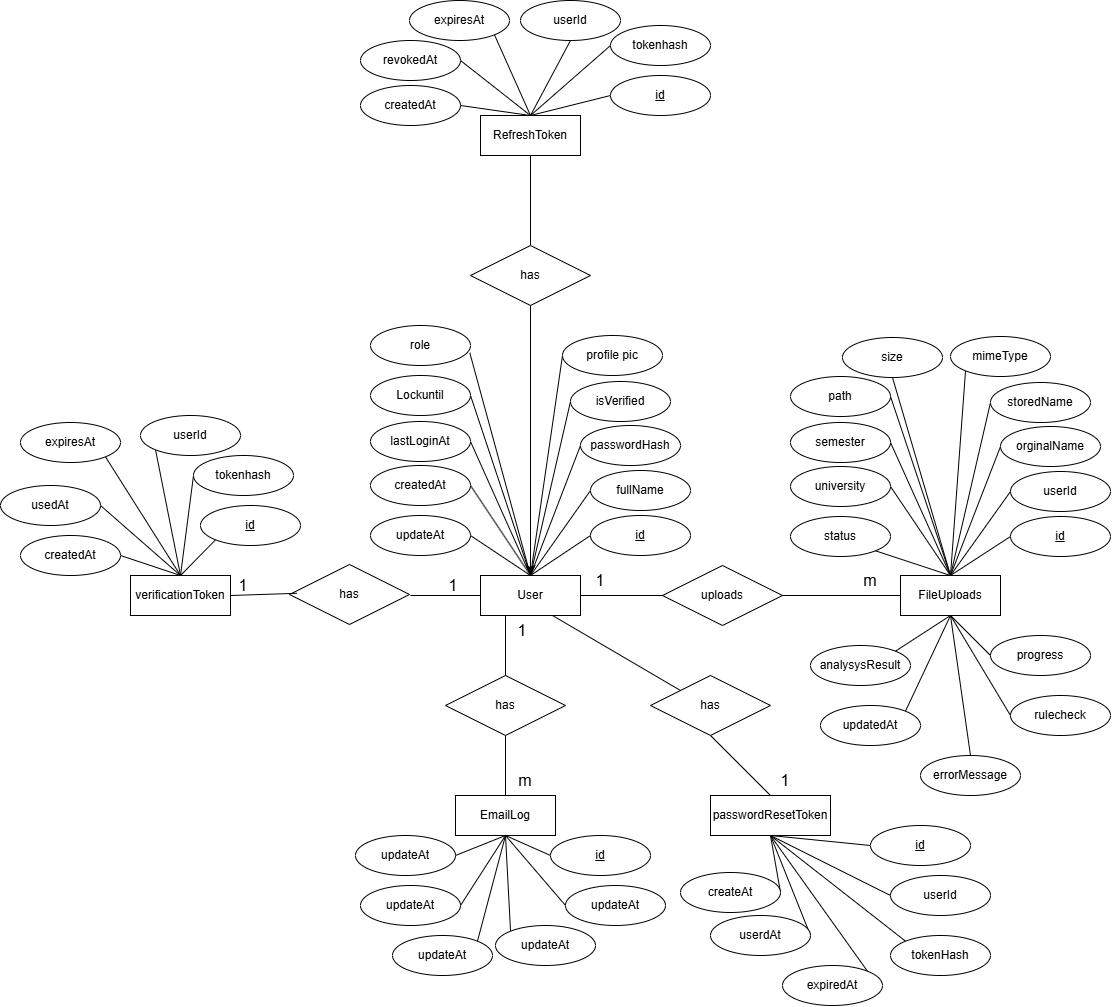 expiresAt
userId
revokedAt
tokenhash
createdAt
id
RefreshToken
has
role
profile pic
Lockuntil
isVerified
lastLoginAt
passwordHash
createdAt
fullName
updateAt
id
size
mimeType
path
storedName
semester
orginalName
university
userId
status
id
expiresAt
userId
usedAt
tokenhash
createdAt
id
verificationToken
1
has
1
User
1
uploads
m
FileUploads
1
has
m
has
1
analysysResult
progress
updatedAt
rulecheck
errorMessage
EmailLog
updateAt
id
updateAt
updateAt
updateAt
updateAt
passwordResetToken
id
createAt
userId
userdAt
tokenHash
expiredAt